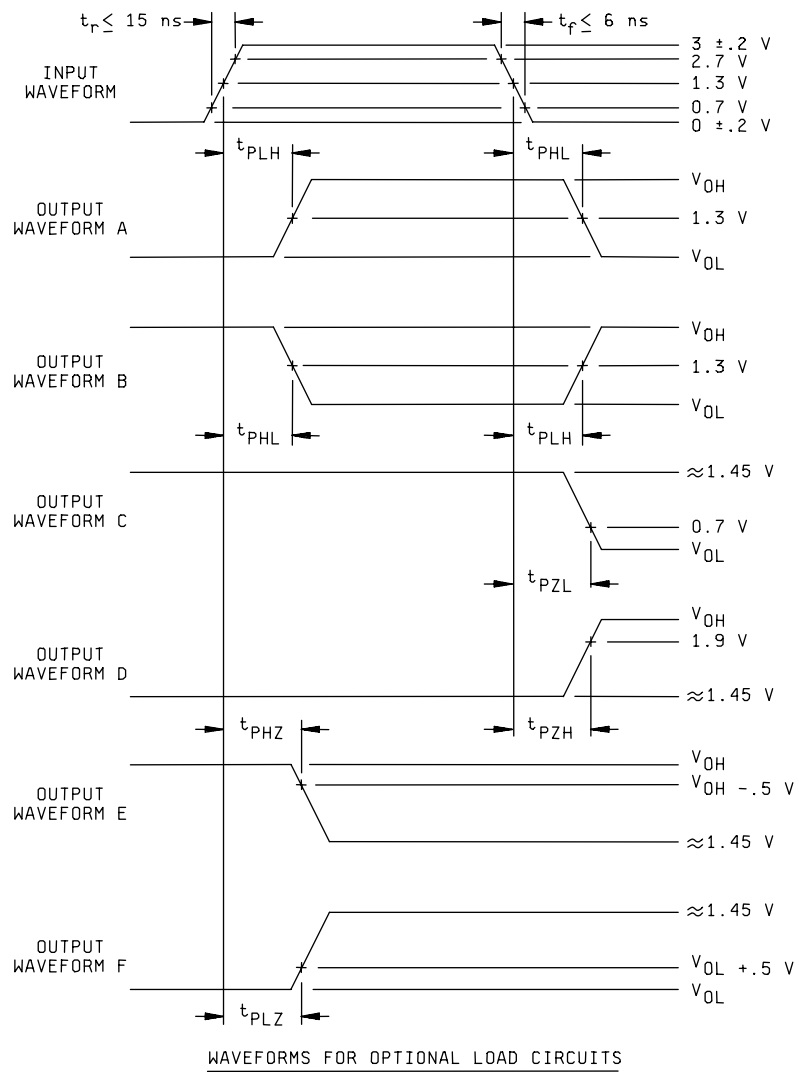 tr ≤ 15 ns
tf ≤ 6 ns
INPUT
WAVEFORM
3 ±.2 V
2.7 V
1.3 V
0.7 V
0 ±.2 V
tPLH
tPHL
OUTPUT
WAVEFORM A
VOH
1.3 V
VOL
OUTPUT
WAVEFORM B
VOH
1.3 V
VOL
tPHL
tPLH
OUTPUT
WAVEFORM C
≈1.45 V
0.7 V
VOL
tPZL
OUTPUT
WAVEFORM D
VOH
1.9 V
≈1.45 V
tPHZ
tPZH
OUTPUT
WAVEFORM E
VOH
VOH -.5 V
≈1.45 V
OUTPUT
WAVEFORM F
≈1.45 V
VOL +.5 V
VOL
tPLZ
WAVEFORMS FOR OPTIONAL LOAD CIRCUITS